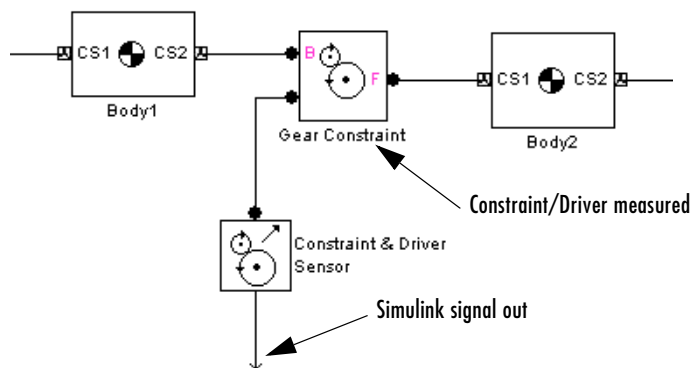 CS1 CS2
Body1
B
F
Gear Constraint
CS1 CS2
Body2
Constraint/Driver measured
Constraint & Driver
Sensor
Simulink signal out